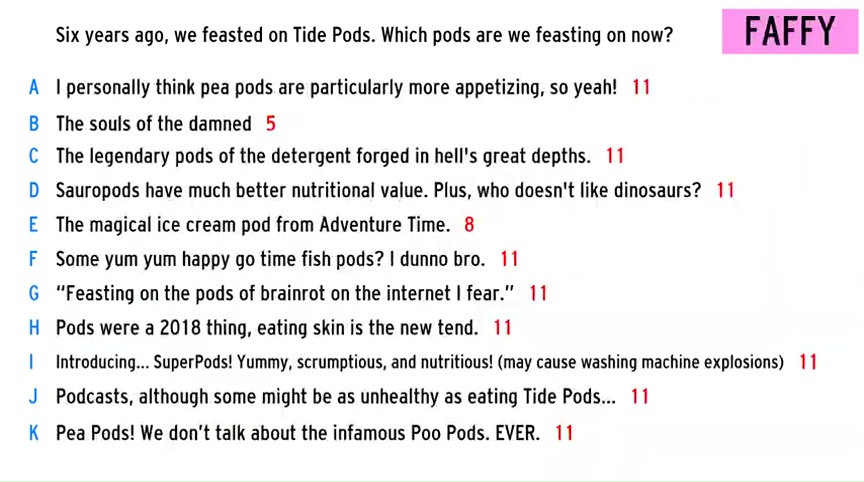 Six years ago, we feasted on Tide Pods. Which pods are we feasting on now?
FAFFY
A I personally think pea pods are particularly more appetizing, so yeah! 11
B The souls of the damned 5
C The legendary pods of the detergent forged in hell's great depths. 11
D Sauropods have much better nutritional value. Plus, who doesn't like dinosaurs? 11
E The magical ice cream pod from Adventure Time. 8
F Some yum yum happy go time fish pods? I dunno bro. 11
G “Feasting on the pods of brainrot on the internet I fear.” 11
H Pods were a 2018 thing, eating skin is the new tend. 11
I Introducing... SuperPods! Yummy, scrumptious, and nutritious! (may cause washing machine explosions) 11
J Podcasts, although some might be as unhealthy as eating Tide Pods... 11
K Pea Pods! We don’t talk about the infamous Poo Pods. EVER. 11